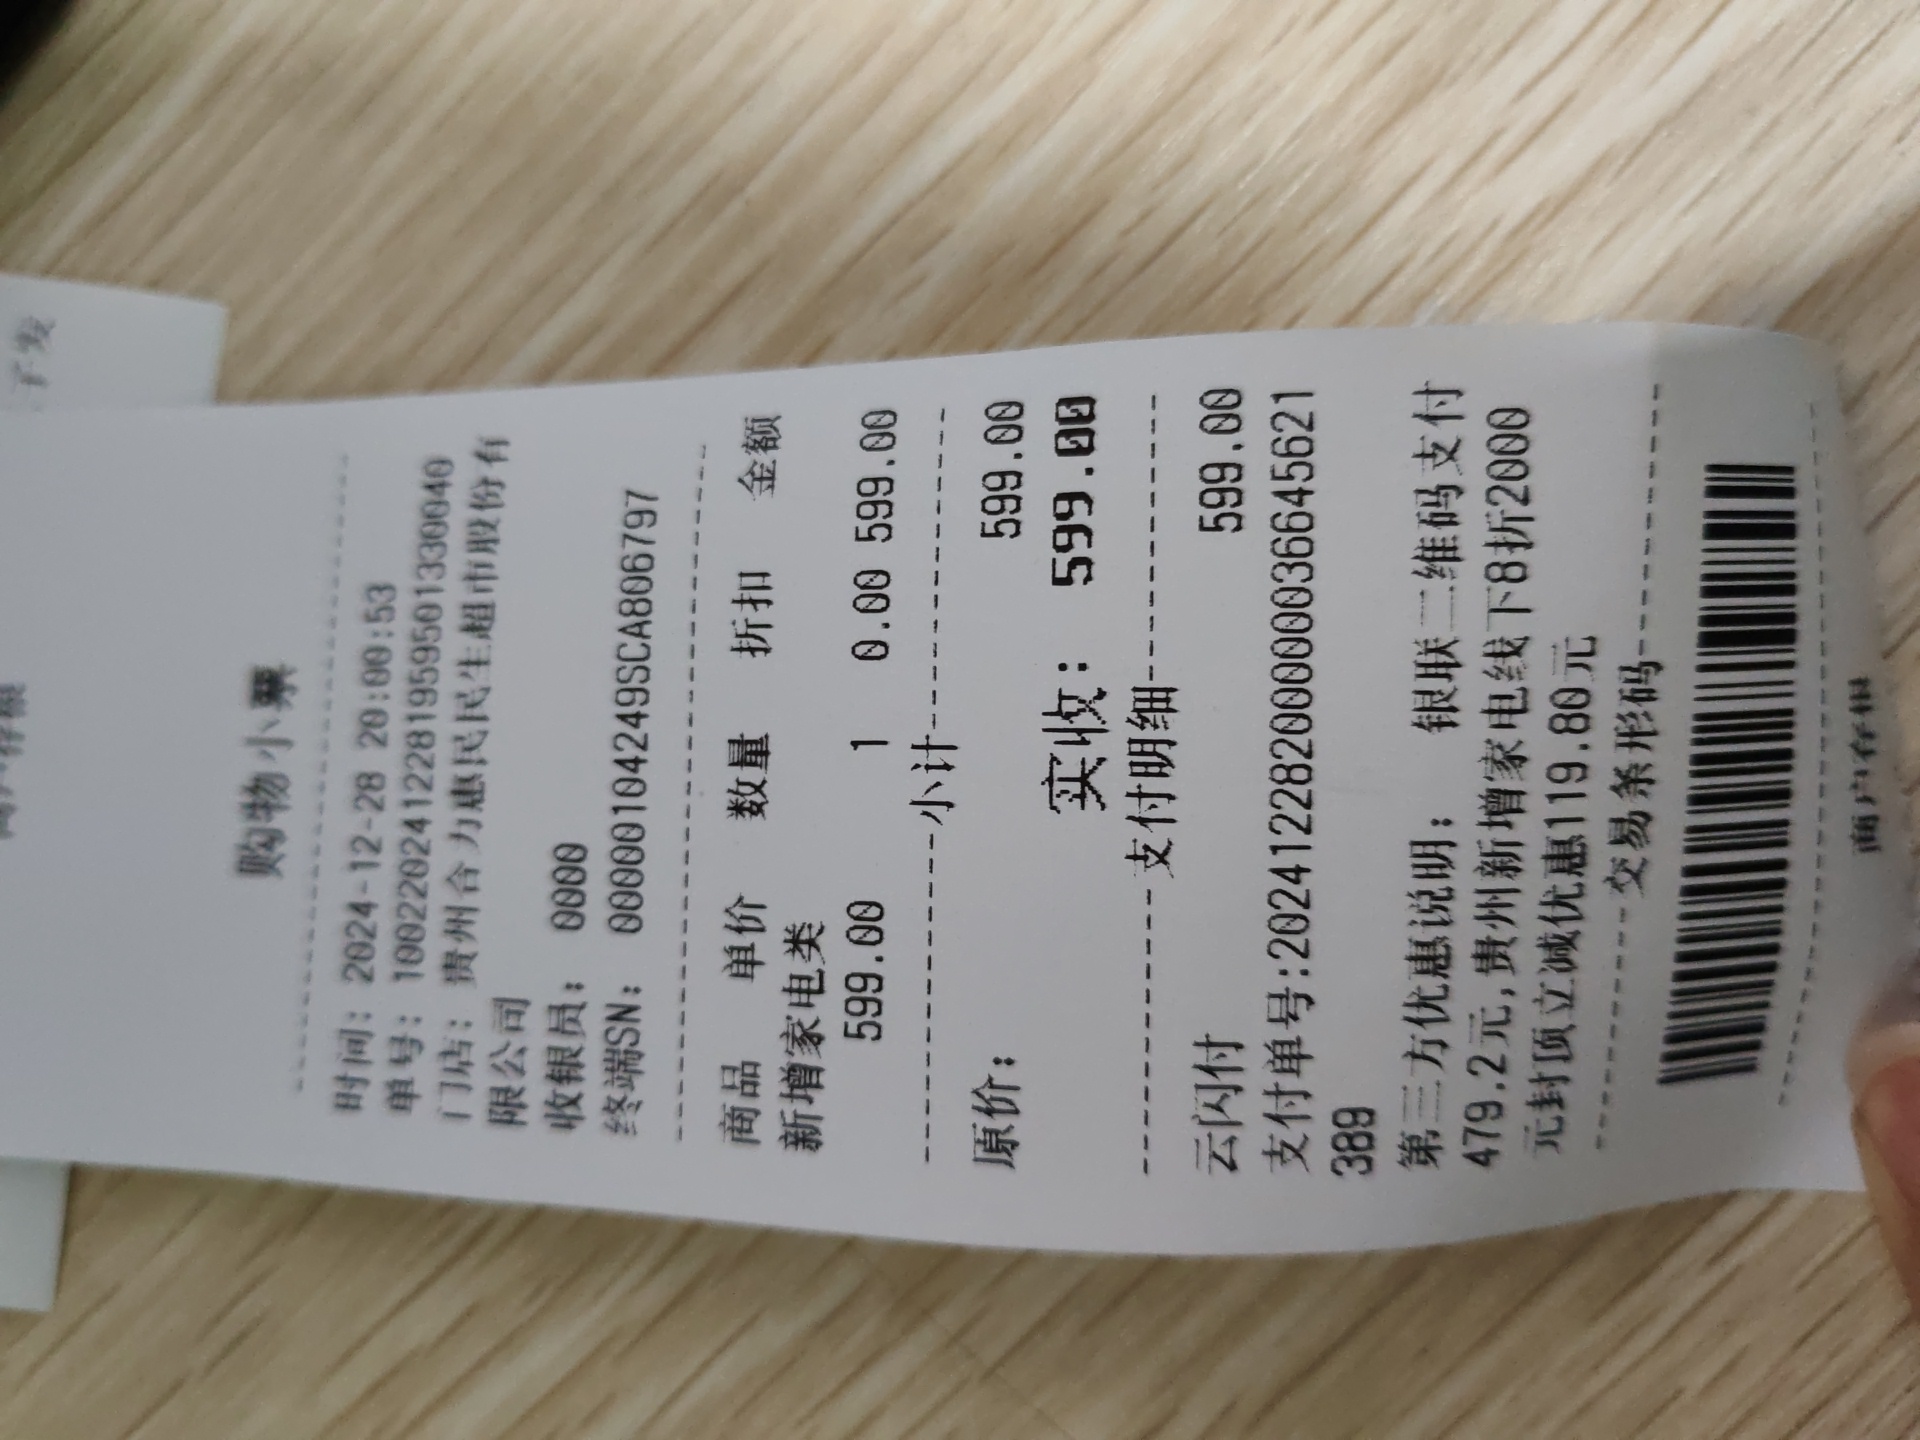 购物小票
时间: 2024-12-28 20:00:53
单号: 100220241228195950133​0040
门店: 贵州合力惠民民生超市股份有
限公司
收银员: 0000
终端SN: 00000104249SCA806797
商品 单价 数量 折扣 金额
新增家电类
599.00 1 0.00 599.00
小计
原价: 599.00
实收: 599.00
支付明细
云闪付 599.00
支付单号:202412282000000036645621
389
第三方优惠说明: 银联二维码支付
479.2元,贵州新增家电线下8折2000
元封顶立减优惠119.80元
交易条形码
商户存根